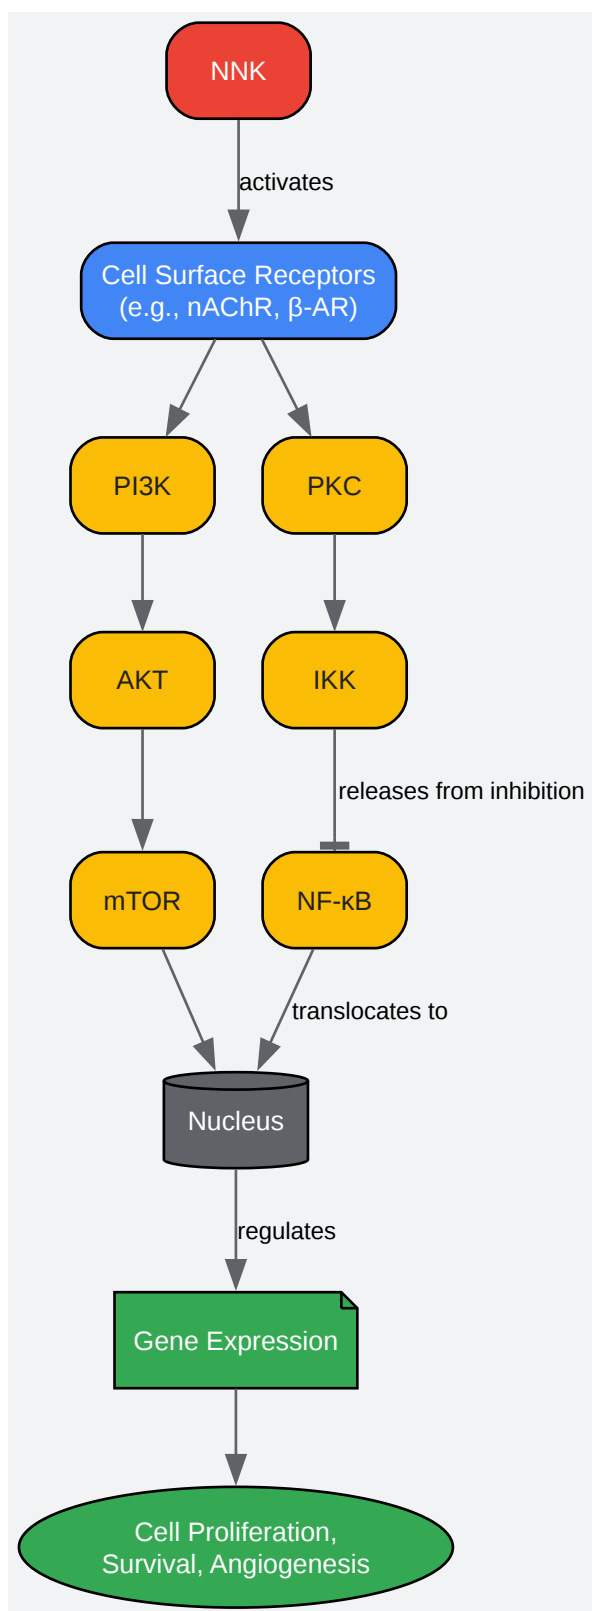 NNK
activates
Cell Surface Receptors
(e.g., nAChR, β-AR)
PI3K
PKC
AKT
IKK
releases from inhibition
mTOR
NF-κB
translocates to
Nucleus
regulates
Gene Expression
Cell Proliferation,
Survival, Angiogenesis